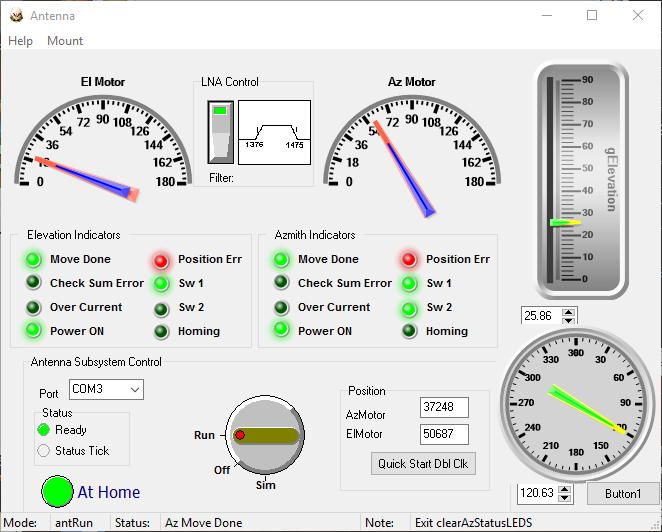 Antenna
Help Mount
El Motor
0 18 36 54 72 90 108 126 144 162 180
LNA Control
1376 1475
Filter:
Az Motor
0 18 36 54 72 90 108 126 144 162 180
90
80
70
60
50
40
30
20
10
0
gElevation
25.86
Elevation Indicators
Move Done Position Err
Check Sum Error Sw 1
Over Current Sw 2
Power ON Homing
Azmith Indicators
Move Done Position Err
Check Sum Error Sw 1
Over Current Sw 2
Power ON Homing
Antenna Subsystem Control
Port COM3
Status
Ready
Status Tick
At Home
Run
Off
Sim
Position
AzMotor 37248
ElMotor 50687
Quick Start Dbl Clk
330 0 30 60 90 120 150 180 210 240 270 300
120.63 Button1
Mode: antRun Status: Az Move Done Note: Exit clearAzStatusLEDS